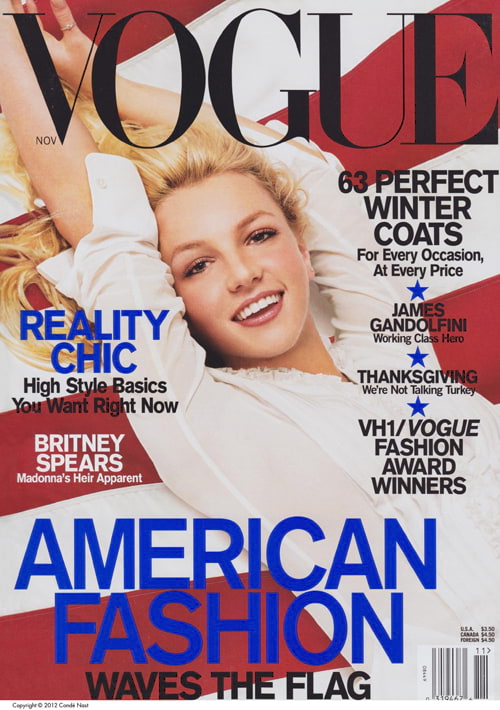 VOGUE
NOV
63 PERFECT
WINTER
COATS
For Every Occasion,
At Every Price
JAMES
GANDOLFINI
Working Class Hero
THANKSGIVING
We're Not Talking Turkey
VH1/VOGUE
FASHION
AWARD
WINNERS
REALITY
CHIC
High Style Basics
You Want Right Now
BRITNEY
SPEARS
Madonna's Heir Apparent
AMERICAN
FASHION
WAVES THE FLAG
U.S.A. $3.50
CANADA $4.50
FOREIGN $4.50
11>
Copyright © 2012 Condé Nast